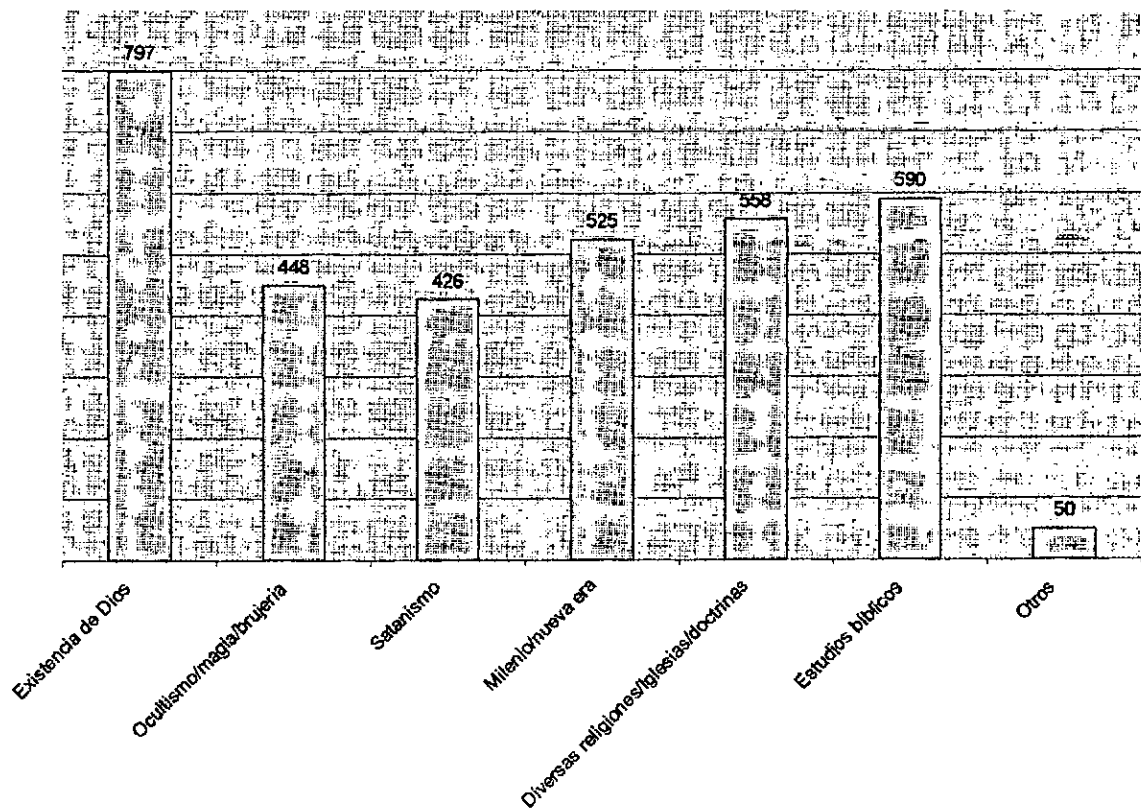 797
448
426
525
558
590
50
Existencia de Dios
Ocultismo/magia/brujería
Satanismo
Milenio/nueva era
Diversas religiones/iglesias/doctrinas
Estudios bíblicos
Otros